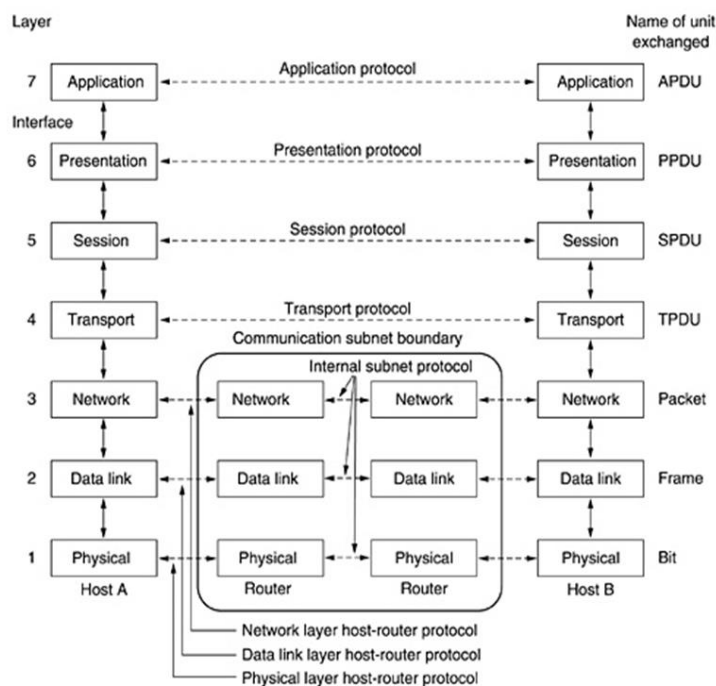 Layer
Name of unit
exchanged
7 Application Application protocol Application APDU
Interface
6 Presentation Presentation protocol Presentation PPDU
5 Session Session protocol Session SPDU
4 Transport Transport protocol Transport TPDU
Communication subnet boundary
Internal subnet protocol
3 Network Network Network Network Packet
2 Data link Data link Data link Data link Frame
1 Physical Physical Physical Physical Bit
Host A Router Router Host B
Network layer host-router protocol
Data link layer host-router protocol
Physical layer host-router protocol